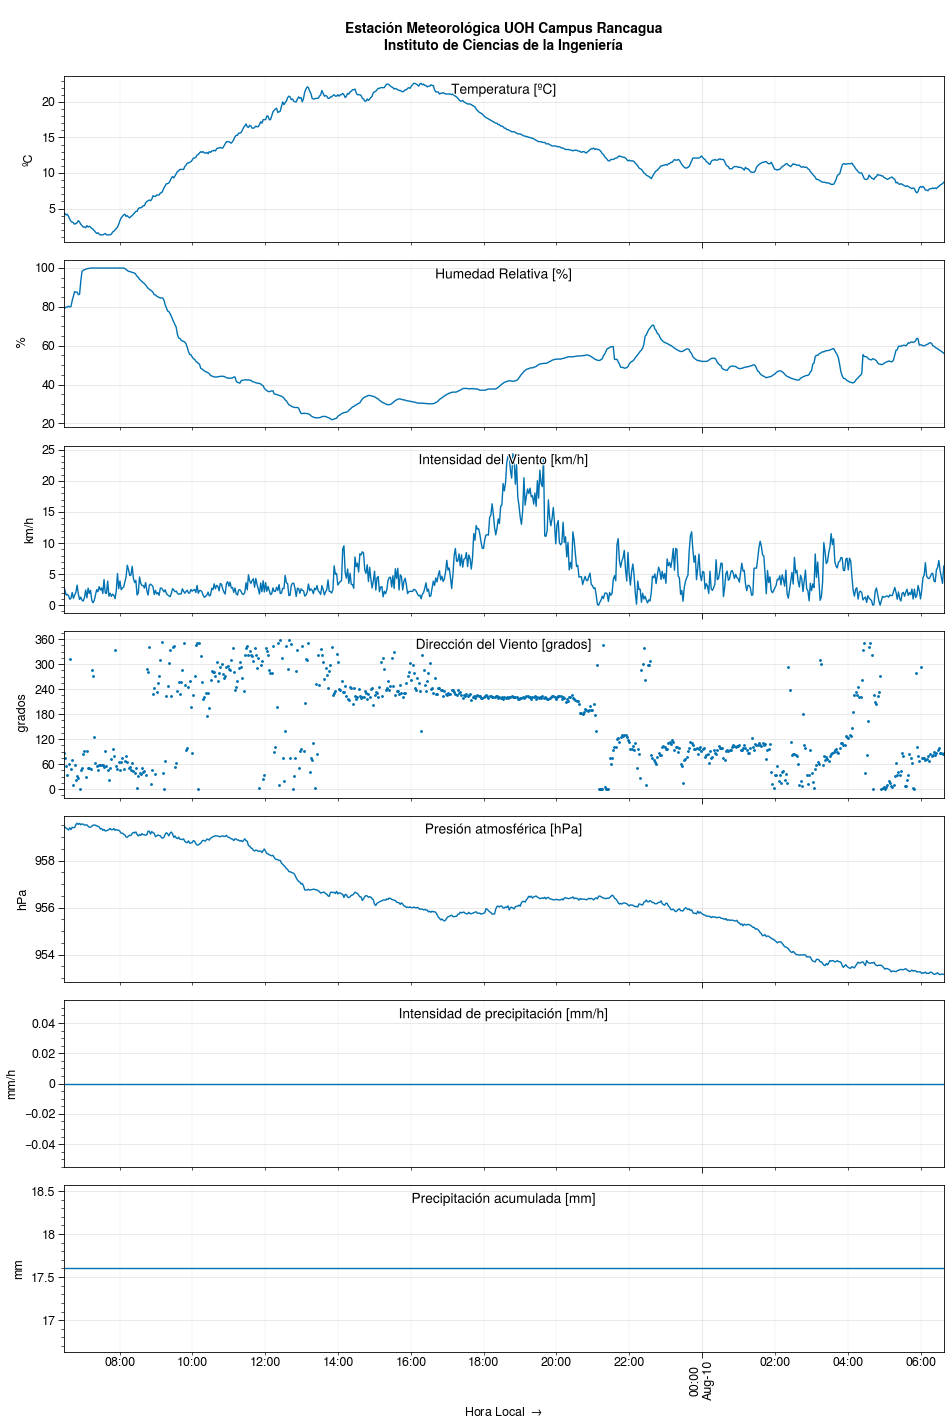 Estación Meteorológica UOH Campus Rancagua
Instituto de Ciencias de la Ingeniería
Temperatura [ºC]
ºC
20
15
10
5
Humedad Relativa [%]
%
100
80
60
40
20
Intensidad del Viento [km/h]
km/h
25
20
15
10
5
0
Dirección del Viento [grados]
grados
360
300
240
180
120
60
0
Presión atmosférica [hPa]
hPa
958
956
954
Intensidad de precipitación [mm/h]
mm/h
0.04
0.02
0
−0.02
−0.04
Precipitación acumulada [mm]
mm
18.5
18
17.5
17
08:00 10:00 12:00 14:00 16:00 18:00 20:00 22:00 00:00 02:00 04:00 06:00
Aug-10
Hora Local →